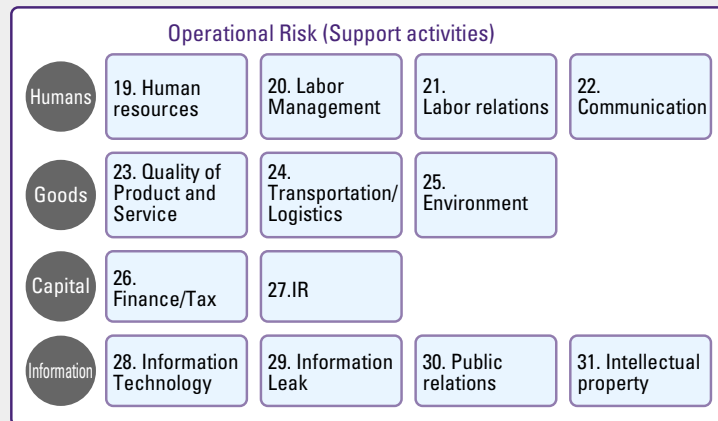 Operational Risk (Support activities)
Humans
19. Human
resources
20. Labor
Management
21.
Labor relations
22.
Communication
Goods
23. Quality of
Product and
Service
24.
Transportation/
Logistics
25.
Environment
Capital
26.
Finance/Tax
27.IR
Information
28. Information
Technology
29. Information
Leak
30. Public
relations
31. Intellectual
property